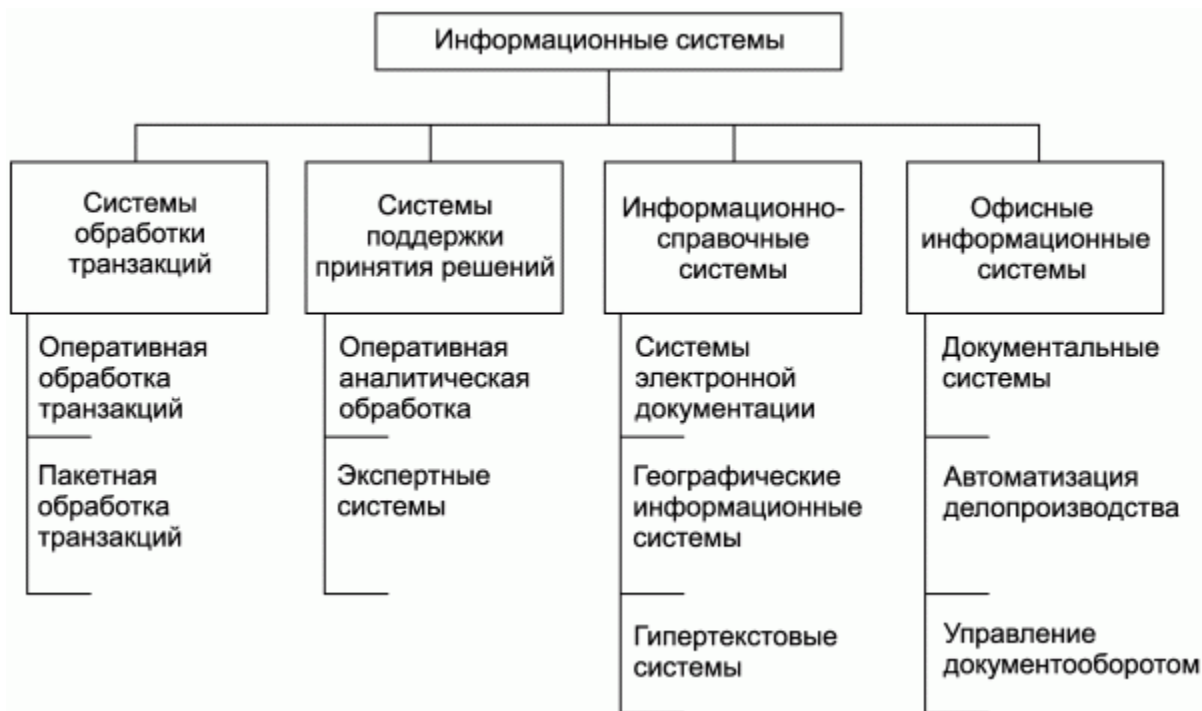 Информационные системы
Системы
обработки
транзакций
Оперативная
обработка
транзакций
Пакетная
обработка
транзакций
Системы
поддержки
принятия решений
Оперативная
аналитическая
обработка
Экспертные
системы
Информационно-
справочные
системы
Системы
электронной
документации
Географические
информационные
системы
Гипертекстовые
системы
Офисные
информационные
системы
Документальные
системы
Автоматизация
делопроизводства
Управление
документооборотом